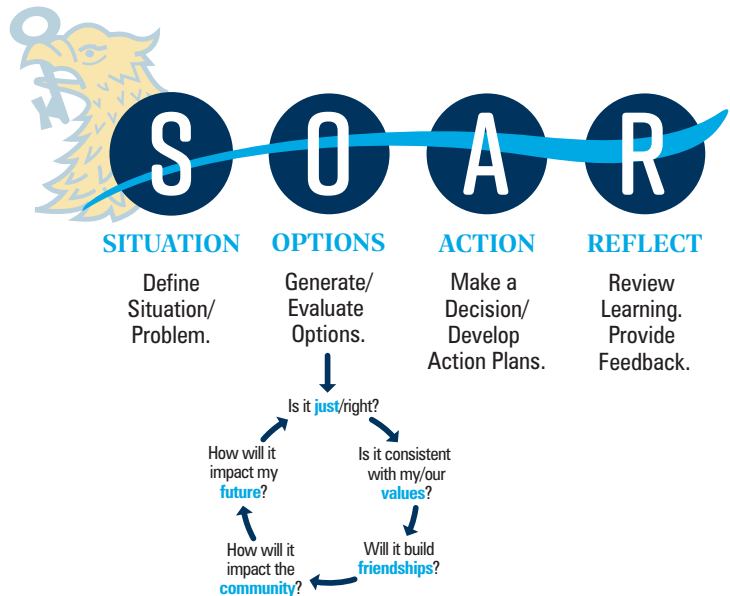 S O A R
SITUATION
Define
Situation/
Problem.
OPTIONS
Generate/
Evaluate
Options.
ACTION
Make a
Decision/
Develop
Action Plans.
REFLECT
Review
Learning.
Provide
Feedback.
Is it just/right?
Is it consistent
with my/our
values?
Will it build
friendships?
How will it
impact the
community?
How will it
impact my
future?